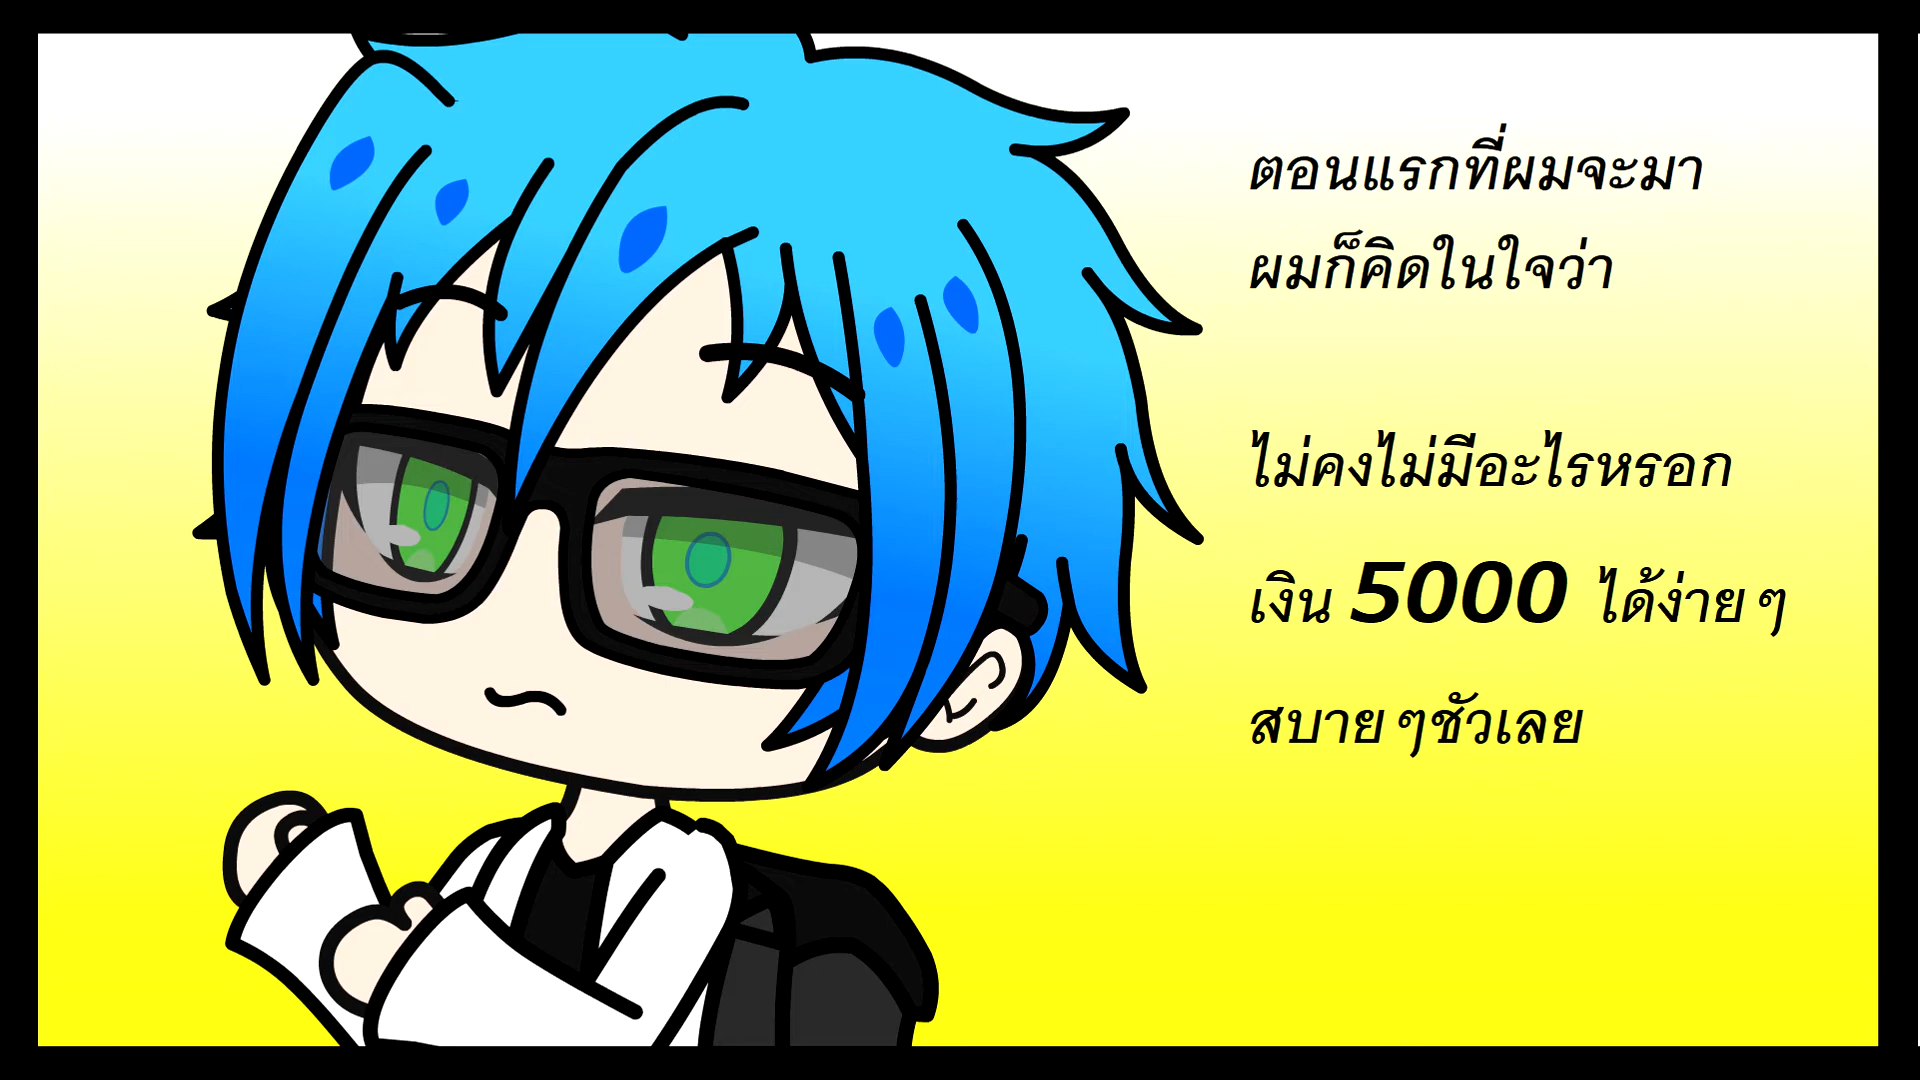 ตอนแรกที่ผมจะมา
ผมก็คิดในใจว่า
ไม่คงไม่มีอะไรหรอก
เงิน 5000 ได้ง่ายๆ
สบายๆชัวเลย